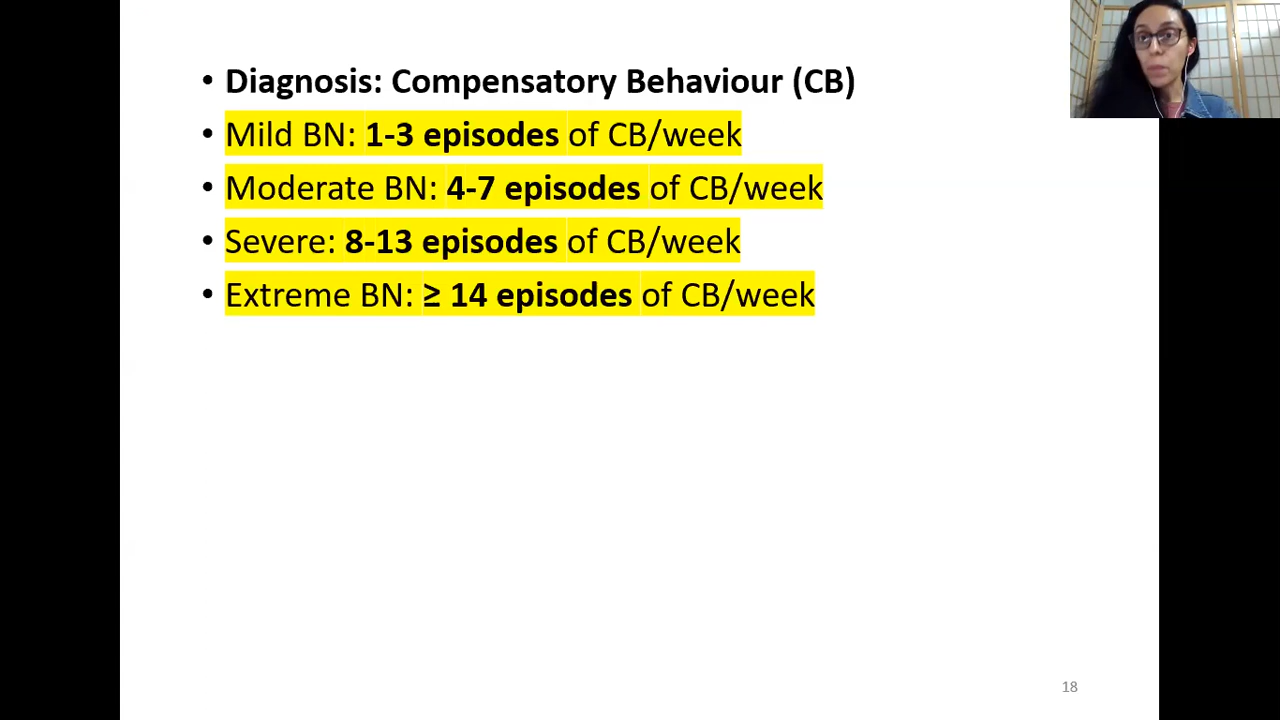 • Diagnosis: Compensatory Behaviour (CB)
• Mild BN: 1-3 episodes of CB/week
• Moderate BN: 4-7 episodes of CB/week
• Severe: 8-13 episodes of CB/week
• Extreme BN: ≥ 14 episodes of CB/week
18